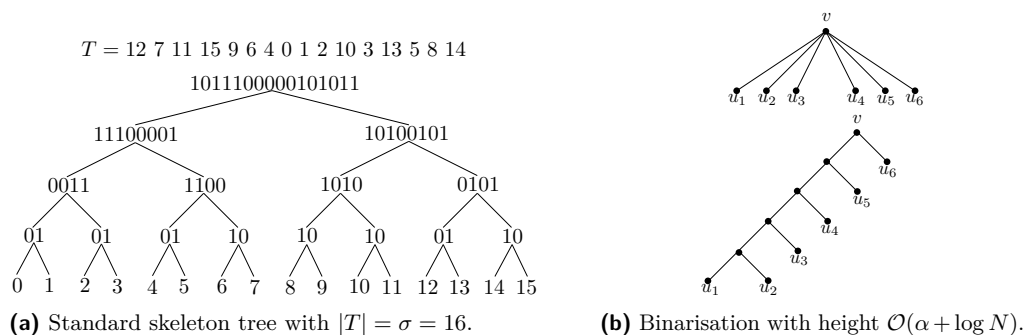 T = 12 7 11 15 9 6 4 0 1 2 10 3 13 5 8 14
1011100000101011
11100001 10100101
0011 1100 1010 0101
01 01 01 10 10 10 01 10
0 1 2 3 4 5 6 7 8 9 10 11 12 13 14 15
(a) Standard skeleton tree with |T| = σ = 16.
v
u1 u2 u3 u4 u5 u6
v
u6
u5
u4
u3
u1 u2
(b) Binarisation with height O(α + log N).